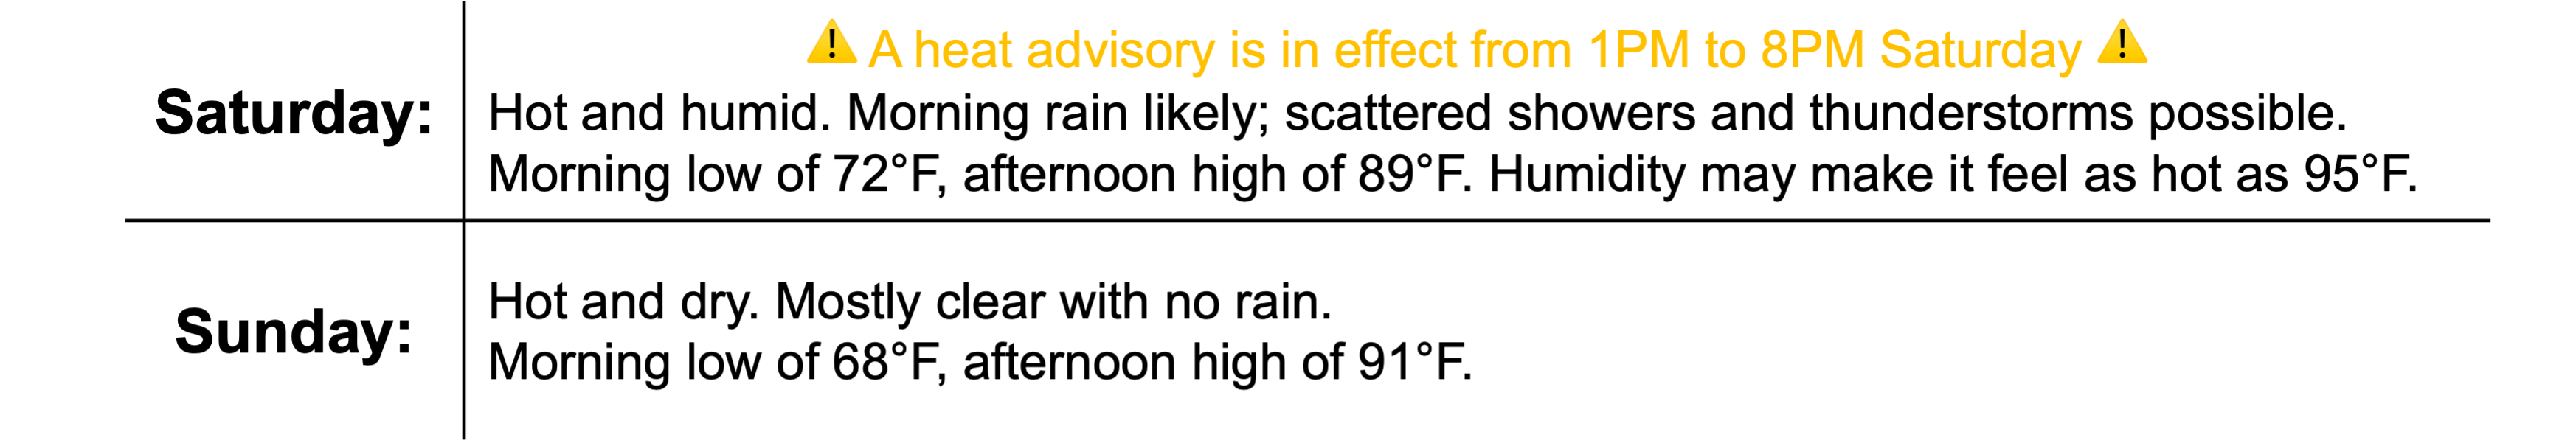 ⚠️ A heat advisory is in effect from 1PM to 8PM Saturday ⚠️
Saturday:
Hot and humid. Morning rain likely; scattered showers and thunderstorms possible.
Morning low of 72°F, afternoon high of 89°F. Humidity may make it feel as hot as 95°F.
Sunday:
Hot and dry. Mostly clear with no rain.
Morning low of 68°F, afternoon high of 91°F.